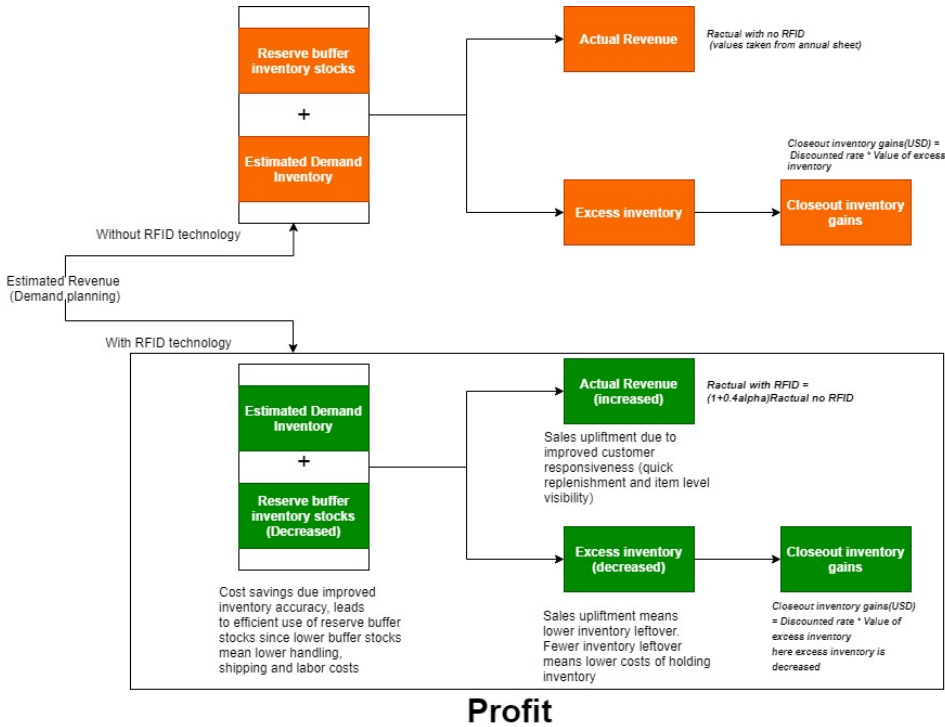 Reserve buffer
inventory stocks
+
Estimated Demand
Inventory
Actual Revenue
Ractual with no RFID
(values taken from annual sheet)
Closeout inventory gains(USD) =
Discounted rate * Value of excess
inventory
Excess inventory
Closeout inventory
gains
Without RFID technology
Estimated Revenue
(Demand planning)
With RFID technology
Estimated Demand
Inventory
+
Reserve buffer
inventory stocks
(Decreased)
Cost savings due improved
inventory accuracy, leads
to efficient use of reserve buffer
stocks since lower buffer stocks
mean lower handling,
shipping and labor costs
Actual Revenue
(increased)
Ractual with RFID =
(1+0.4alpha)Ractual no RFID
Sales upliftment due to
improved customer
responsiveness (quick
replenishment and item level
visibility)
Excess inventory
(decreased)
Closeout inventory
gains
Sales upliftment means
lower inventory leftover.
Fewer inventory leftover
means lower costs of holding
inventory
Closeout inventory gains(USD)
= Discounted rate * Value of
excess inventory
here excess inventory is
decreased
Profit